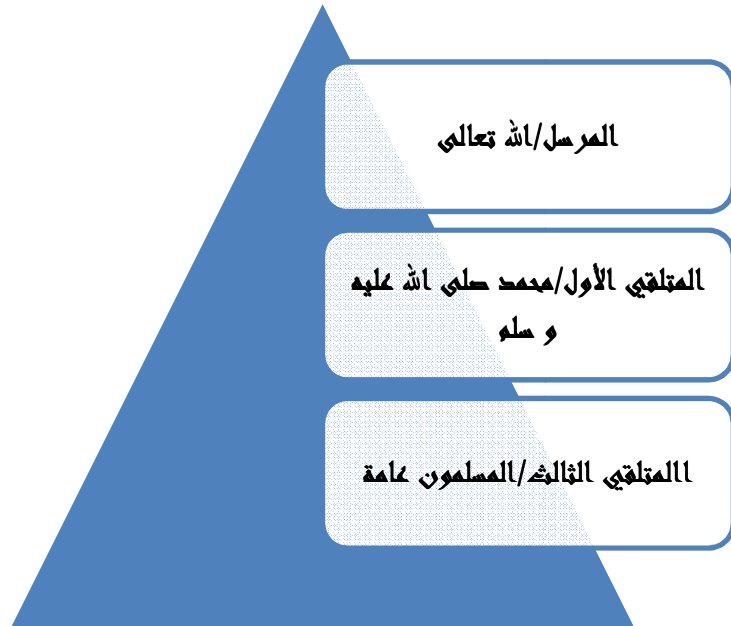 المرسل/الله تعالى
المتلقي الأول/محمد صلى الله عليه
و سلم
االمتلقي الثالث/المسلمون عامة